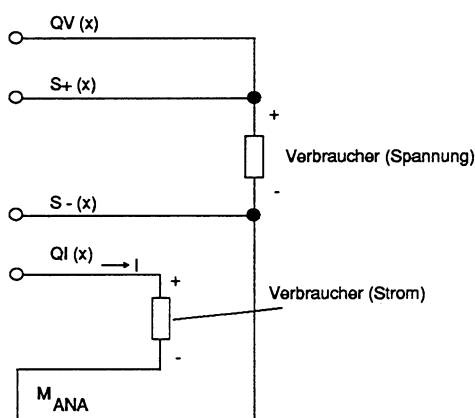 QV (x)
S+ (x)
+
Verbraucher (Spannung)
-
S - (x)
QI (x)
I
+
Verbraucher (Strom)
-
M ANA